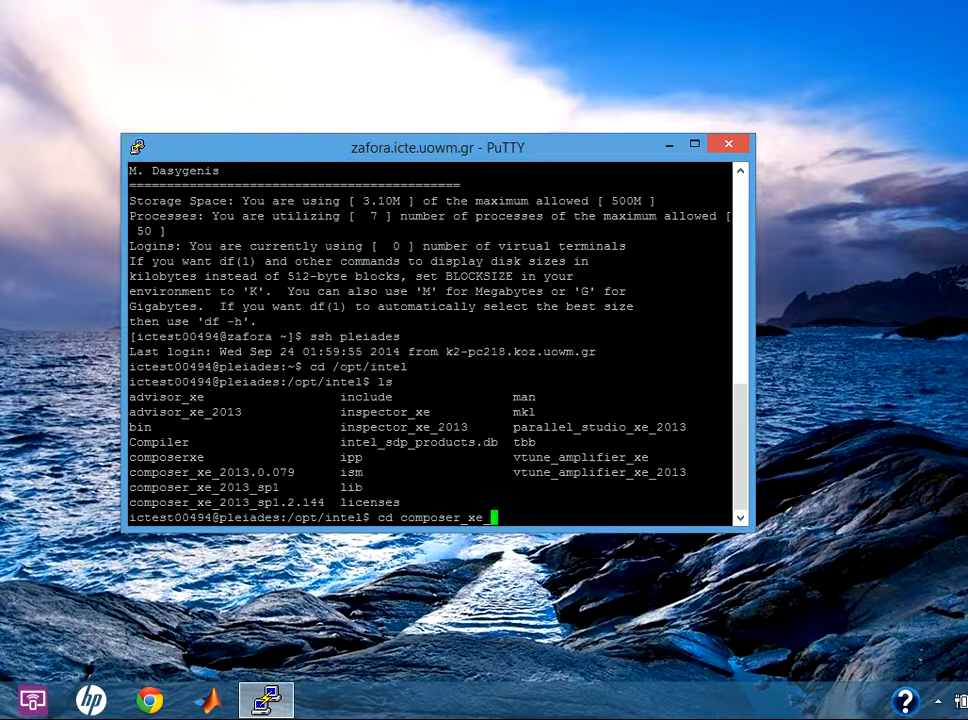 zafora.icte.uowm.gr - PuTTY
M. Dasygenis
============================================
Storage Space: You are using [ 3.10M ] of the maximum allowed [ 500M ]
Processes: You are utilizing [  7 ] number of processes of the maximum allowed [
 50 ]
Logins: You are currently using [  0 ] number of virtual terminals
If you want df(1) and other commands to display disk sizes in
kilobytes instead of 512-byte blocks, set BLOCKSIZE in your
environment to 'K'.  You can also use 'M' for Megabytes or 'G' for
Gigabytes.  If you want df(1) to automatically select the best size
then use 'df -h'.
[ictest00494@zafora ~]$ ssh pleiades
Last login: Wed Sep 24 01:59:55 2014 from k2-pc218.koz.uowm.gr
ictest00494@pleiades:~$ cd /opt/intel
ictest00494@pleiades:/opt/intel$ ls
advisor_xe                  include                man
advisor_xe_2013             inspector_xe           mkl
bin                         inspector_xe_2013      parallel_studio_xe_2013
Compiler                    intel_sdp_products.db  tbb
composerxe                  ipp                    vtune_amplifier_xe
composer_xe_2013.0.079      ism                    vtune_amplifier_xe_2013
composer_xe_2013_sp1        lib
composer_xe_2013_sp1.2.144  licenses
ictest00494@pleiades:/opt/intel$ cd composer_xe_
hp
?